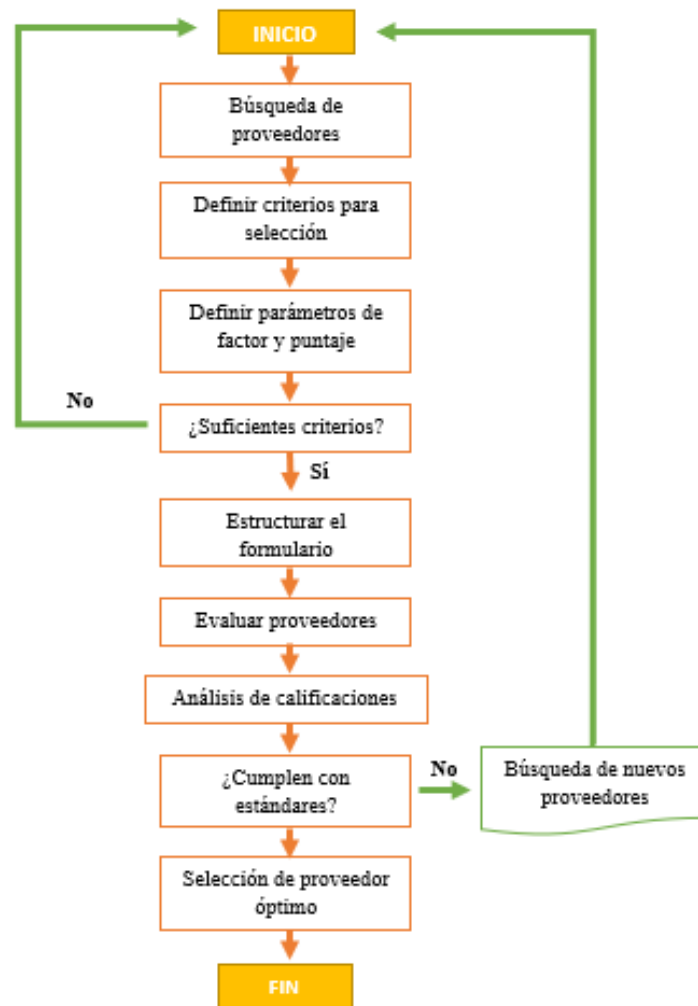 INICIO
Búsqueda de
proveedores
Definir criterios para
selección
Definir parámetros de
factor y puntaje
No
¿Suficientes criterios?
Sí
Estructurar el
formulario
Evaluar proveedores
Análisis de calificaciones
¿Cumplen con
estándares?
No
Búsqueda de nuevos
proveedores
Selección de proveedor
óptimo
FIN